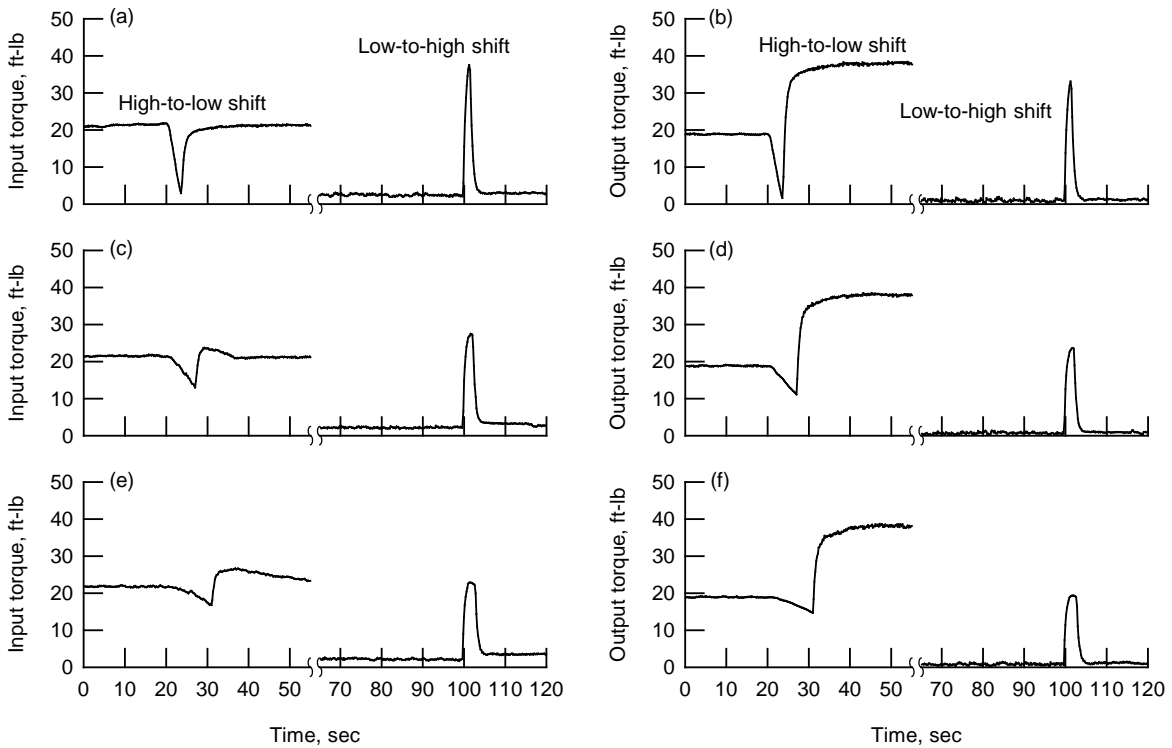 (a)
Input torque, ft-lb
50
40
30
20
10
0
High-to-low shift
Low-to-high shift
(b)
Output torque, ft-lb
50
40
30
20
10
0
High-to-low shift
Low-to-high shift
(c)
Input torque, ft-lb
50
40
30
20
10
0
(d)
Output torque, ft-lb
50
40
30
20
10
0
(e)
Input torque, ft-lb
50
40
30
20
10
0
0 10 20 30 40 50 70 80 90 100 110 120
Time, sec
(f)
Output torque, ft-lb
50
40
30
20
10
0
0 10 20 30 40 50 70 80 90 100 110 120
Time, sec